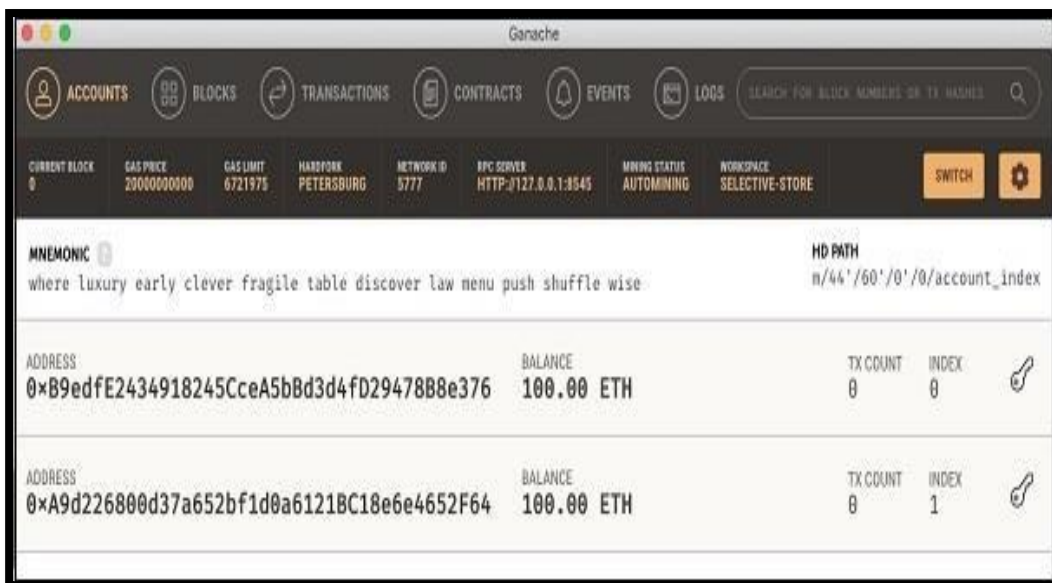 Ganache
ACCOUNTS BLOCKS TRANSACTIONS CONTRACTS EVENTS LOGS SEARCH FOR BLOCK NUMBERS OR TX HASHES
CURRENT BLOCK GAS PRICE GAS LIMIT HARDFORK NETWORK ID RPC SERVER MINING STATUS WORKSPACE
0 20000000000 6721975 PETERSBURG 5777 HTTP://127.0.0.1:8545 AUTOMINING SELECTIVE-STORE SWITCH
MNEMONIC HD PATH
where luxury early clever fragile table discover law menu push shuffle wise m/44'/60'/0'/0/account_index
ADDRESS BALANCE TX COUNT INDEX
0×B9edfE2434918245CceA5bBd3d4fD29478B8e376 100.00 ETH 0 0
ADDRESS BALANCE TX COUNT INDEX
0×A9d226800d37a652bf1d0a6121BC18e6e4652F64 100.00 ETH 0 1